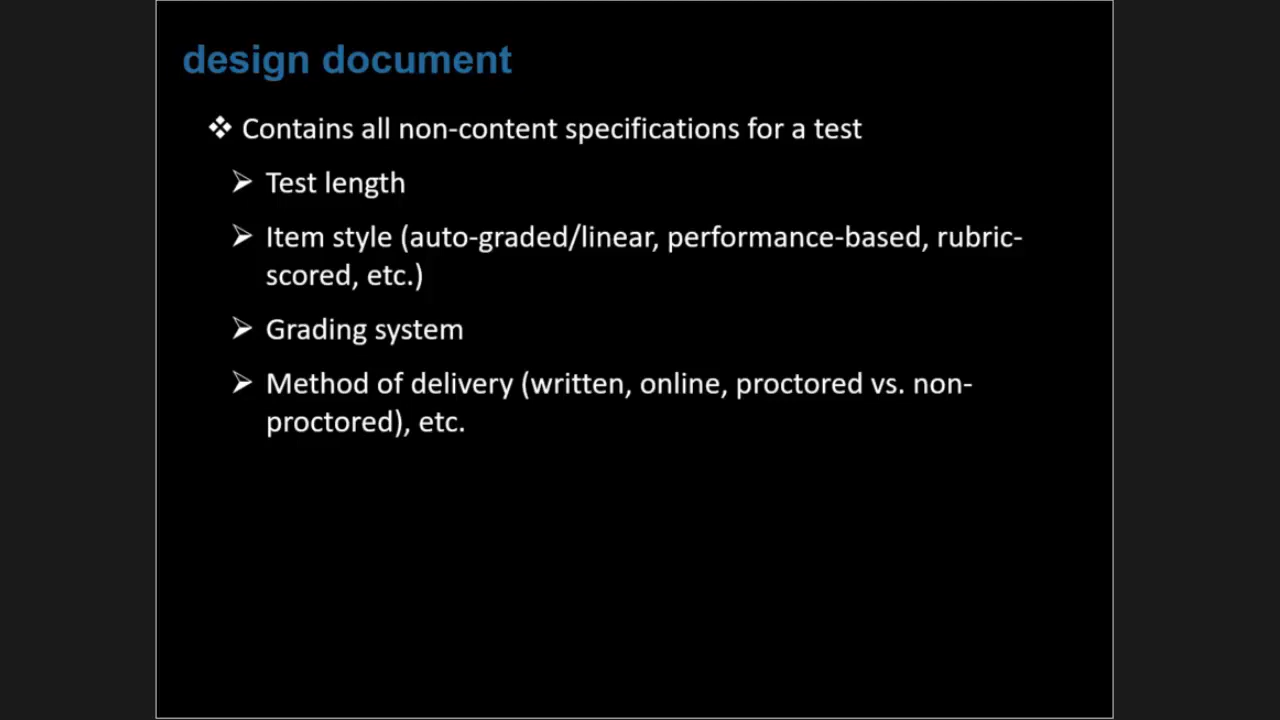 design document
❖ Contains all non-content specifications for a test
➢ Test length
➢ Item style (auto-graded/linear, performance-based, rubric-
scored, etc.)
➢ Grading system
➢ Method of delivery (written, online, proctored vs. non-
proctored), etc.